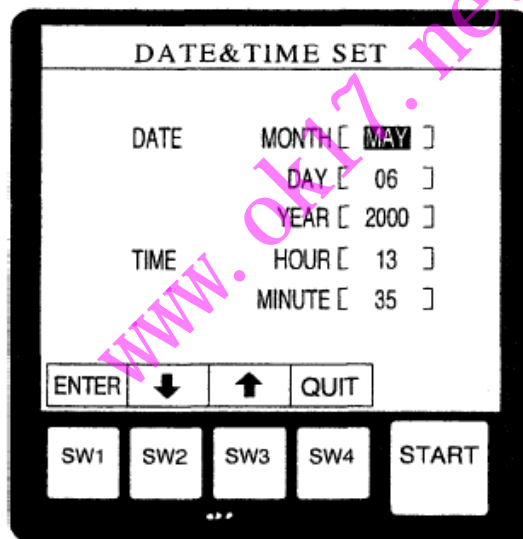 DATE&TIME SET
DATE MONTH [ MAY ]
DAY [ 06 ]
YEAR [ 2000 ]
TIME HOUR [ 13 ]
MINUTE [ 35 ]
ENTER ↓ ↑ QUIT
SW1 SW2 SW3 SW4 START
www.ok17.ne